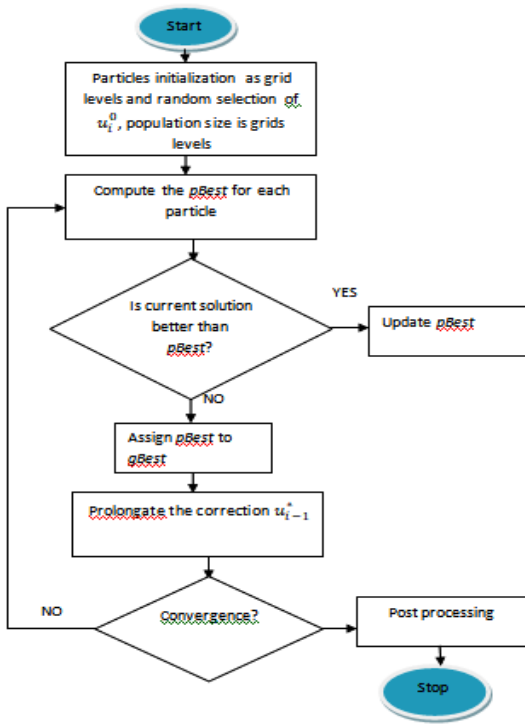 Start
Particles initialization as grid
levels and random selection of
u_i^0, population size is grids
levels
Compute the pBest for each
particle
Is current solution
better than
pBest?
YES
Update pBest
NO
Assign pBest to
gBest
Prolongate the correction u_{i-1}^*
NO
Convergence?
Post processing
Stop